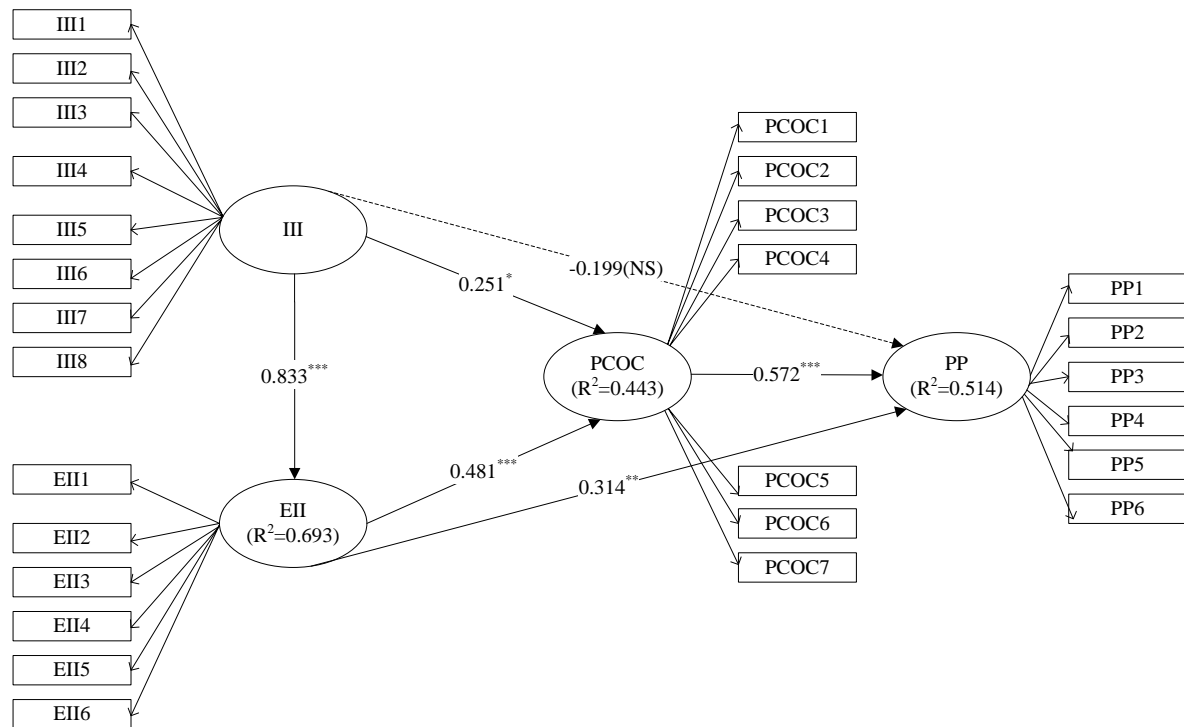 III1
III2
III3
III4
III5
III6
III7
III8
III
0.833***
0.251*
-0.199(NS)
EII1
EII2
EII3
EII4
EII5
EII6
EII
(R²=0.693)
0.481***
0.314**
PCOC1
PCOC2
PCOC3
PCOC4
PCOC
(R²=0.443)
0.572***
PCOC5
PCOC6
PCOC7
PP
(R²=0.514)
PP1
PP2
PP3
PP4
PP5
PP6